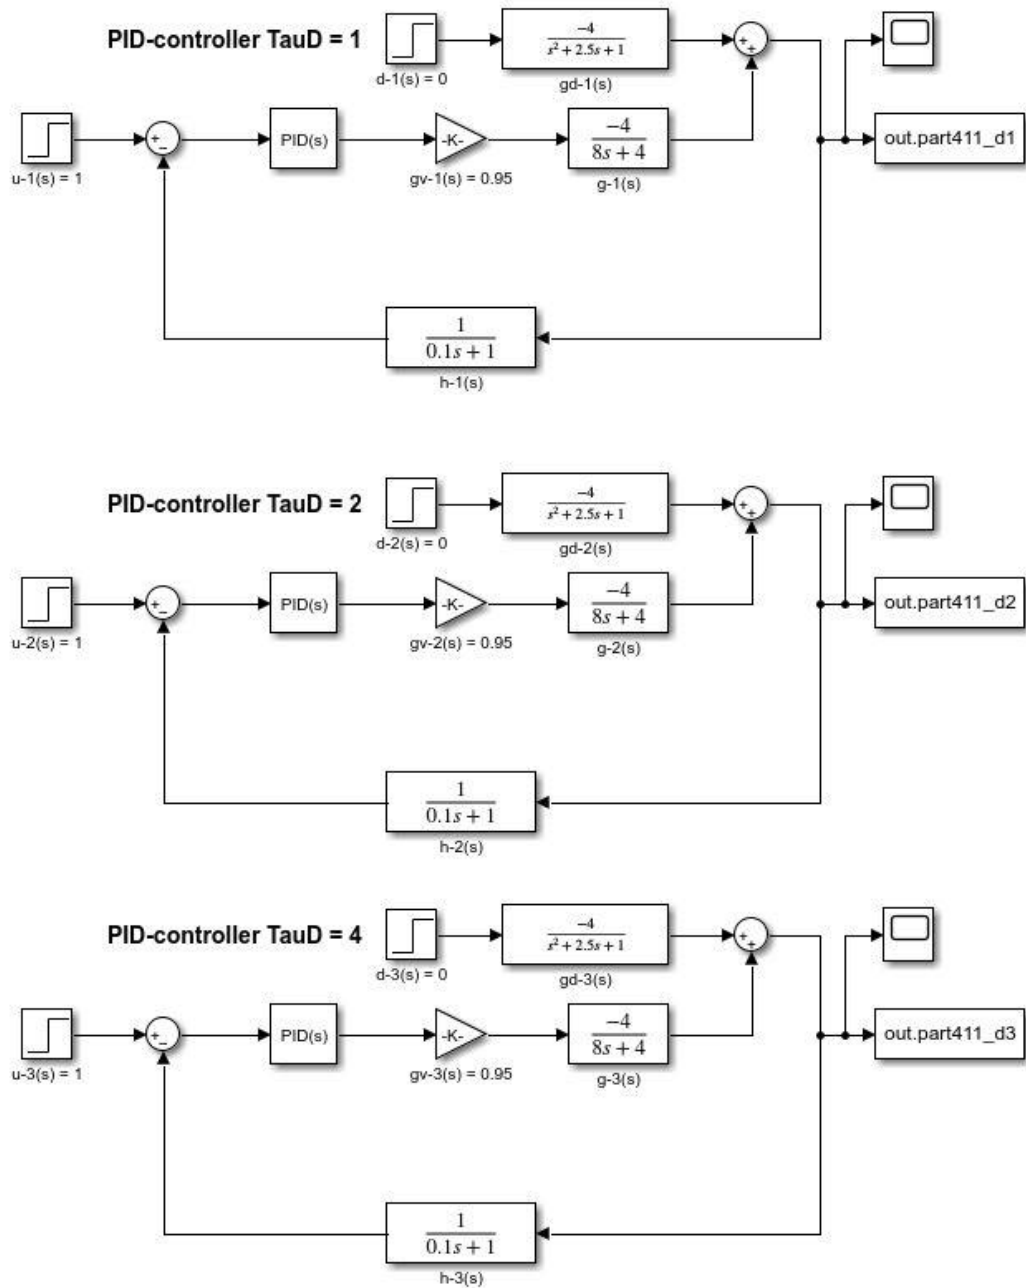 PID-controller TauD = 1
d-1(s) = 0
-4
s² + 2.5s + 1
gd-1(s)
+
+
u-1(s) = 1
+
−
PID(s)
-K-
gv-1(s) = 0.95
-4
8s + 4
g-1(s)
out.part411_d1
1
0.1s + 1
h-1(s)
PID-controller TauD = 2
d-2(s) = 0
-4
s² + 2.5s + 1
gd-2(s)
+
+
u-2(s) = 1
+
−
PID(s)
-K-
gv-2(s) = 0.95
-4
8s + 4
g-2(s)
out.part411_d2
1
0.1s + 1
h-2(s)
PID-controller TauD = 4
d-3(s) = 0
-4
s² + 2.5s + 1
gd-3(s)
+
+
u-3(s) = 1
+
−
PID(s)
-K-
gv-3(s) = 0.95
-4
8s + 4
g-3(s)
out.part411_d3
1
0.1s + 1
h-3(s)